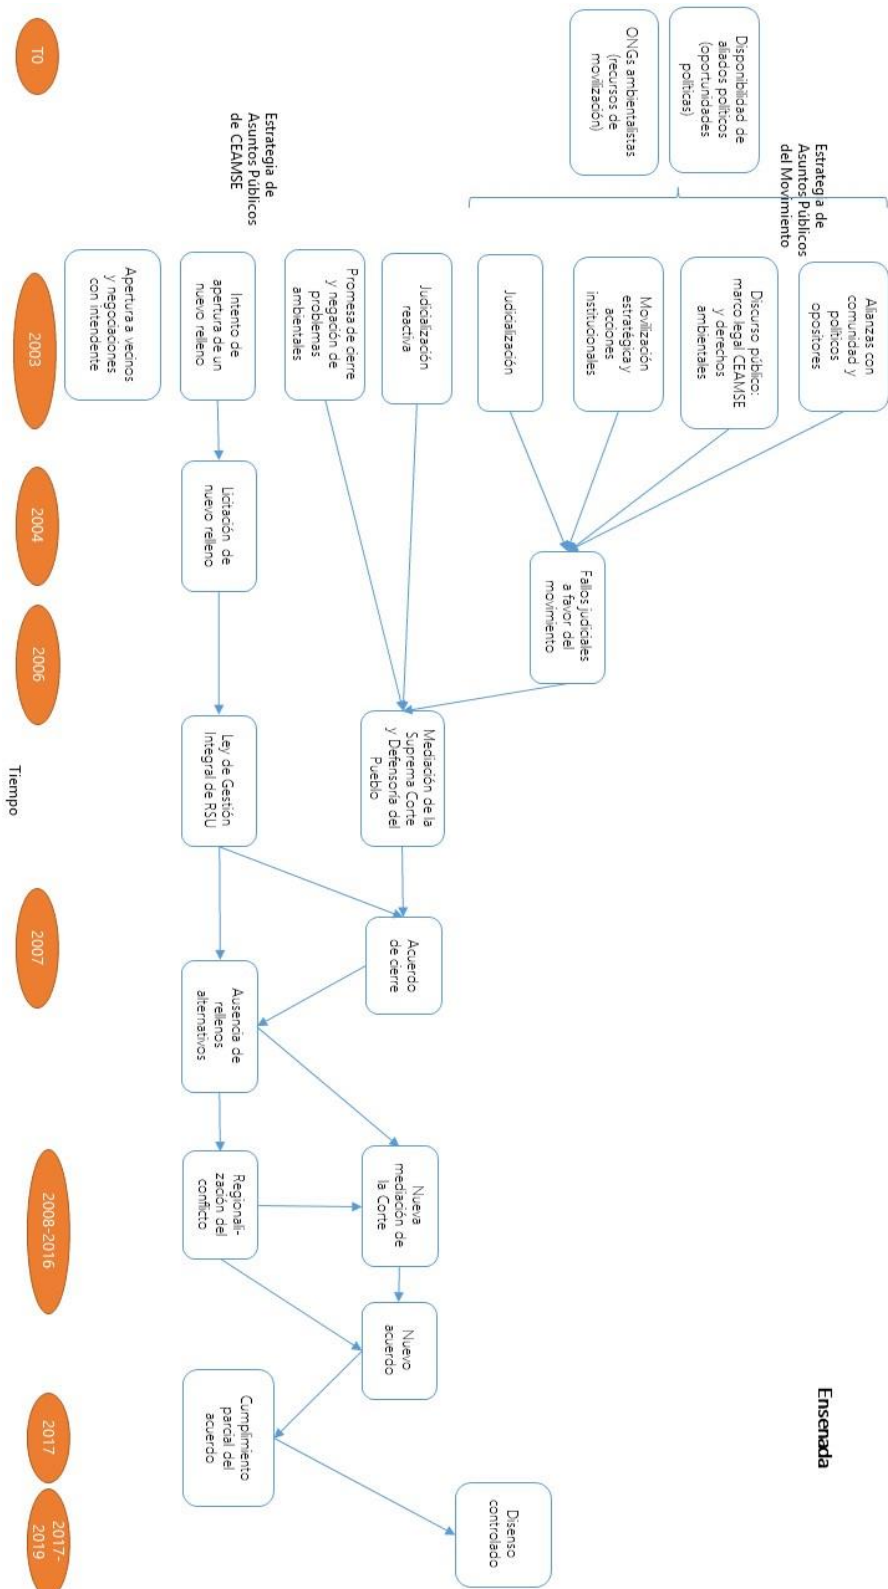 Ensenada
Estrategia de
Asuntos Públicos
del Movimiento
Disponibilidad de
aliados políticos
(oportunidades
políticas)
ONGs ambientalistas
(recursos de
movilización)
Alianzas con
comunidad y
políticos
opositores
Discurso público:
marco legal CEAMSE
y derechos
ambientales
Movilización
estratégica y
acciones
institucionales
Judicialización
Fallos judiciales
a favor del
movimiento
Disenso
controlado
Estrategia de
Asuntos Públicos
de CEAMSE
Judicialización
reactiva
Promesa de cierre
y negación de
problemas
ambientales
Mediación de la
Suprema Corte
y Defensoría del
Pueblo
Acuerdo
de cierre
Nueva
mediación de
la Corte
Nuevo
acuerdo
Intento de
apertura de un
nuevo relleno
Licitación de
nuevo relleno
Ley de Gestión
Integral de RSU
Ausencia de
rellenos
alternativos
Regionali-
zación del
conflicto
Cumplimiento
parcial del
acuerdo
Apertura a vecinos
y negociaciones
con intendente
T0
2003
2004
2006
2007
2008-2016
2017
2017-
2019
Tiempo